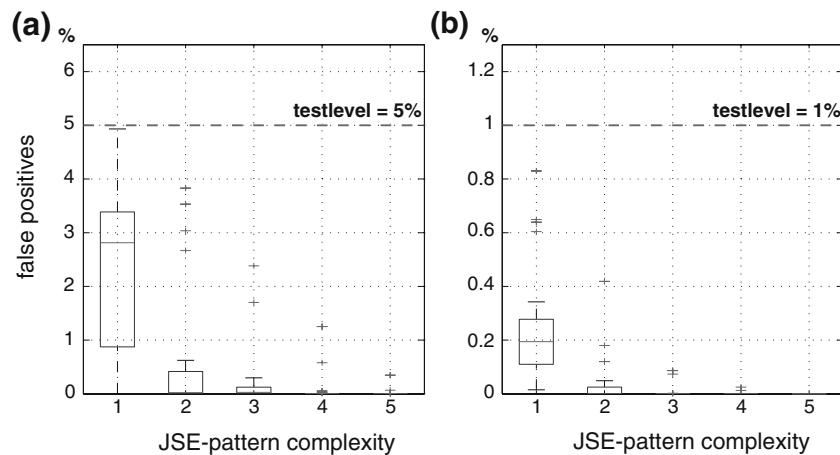 (a) %
6
5
4
3
2
1
0
testlevel = 5%
false positives
1 2 3 4 5
JSE-pattern complexity
(b) %
1.2
1
0.8
0.6
0.4
0.2
0
testlevel = 1%
1 2 3 4 5
JSE-pattern complexity